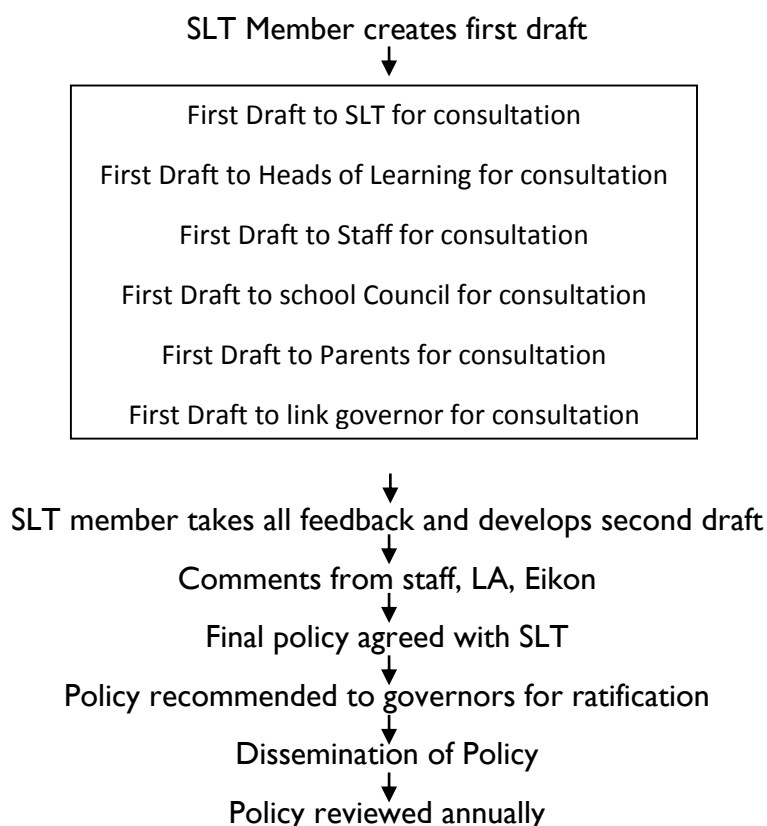 SLT Member creates first draft
First Draft to SLT for consultation
First Draft to Heads of Learning for consultation
First Draft to Staff for consultation
First Draft to school Council for consultation
First Draft to Parents for consultation
First Draft to link governor for consultation
SLT member takes all feedback and develops second draft
Comments from staff, LA, Eikon
Final policy agreed with SLT
Policy recommended to governors for ratification
Dissemination of Policy
Policy reviewed annually